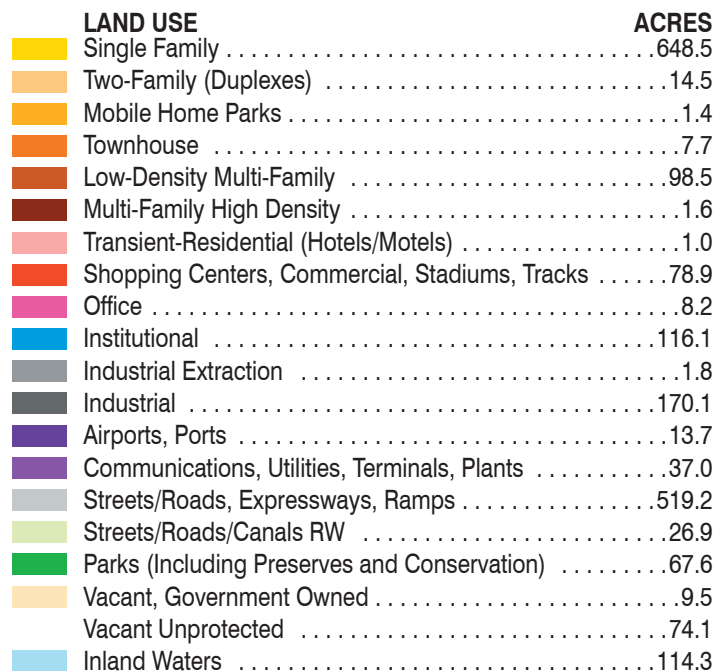 LAND USE ACRES
Single Family . . . . . . . . . . . . . . . . . . . . . . . . . . . . . . . . . . .648.5
Two-Family (Duplexes) . . . . . . . . . . . . . . . . . . . . . . . . . . . .14.5
Mobile Home Parks . . . . . . . . . . . . . . . . . . . . . . . . . . . . . . . .1.4
Townhouse . . . . . . . . . . . . . . . . . . . . . . . . . . . . . . . . . . . . . .7.7
Low-Density Multi-Family . . . . . . . . . . . . . . . . . . . . . . . . . . .98.5
Multi-Family High Density . . . . . . . . . . . . . . . . . . . . . . . . . . .1.6
Transient-Residential (Hotels/Motels) . . . . . . . . . . . . . . . . . .1.0
Shopping Centers, Commercial, Stadiums, Tracks . . . . . .78.9
Office . . . . . . . . . . . . . . . . . . . . . . . . . . . . . . . . . . . . . . . . . . .8.2
Institutional . . . . . . . . . . . . . . . . . . . . . . . . . . . . . . . . . . . .116.1
Industrial Extraction . . . . . . . . . . . . . . . . . . . . . . . . . . . . . . .1.8
Industrial . . . . . . . . . . . . . . . . . . . . . . . . . . . . . . . . . . . . . .170.1
Airports, Ports . . . . . . . . . . . . . . . . . . . . . . . . . . . . . . . . . . .13.7
Communications, Utilities, Terminals, Plants . . . . . . . . . . .37.0
Streets/Roads, Expressways, Ramps . . . . . . . . . . . . . . . .519.2
Streets/Roads/Canals RW . . . . . . . . . . . . . . . . . . . . . . . . . .26.9
Parks (Including Preserves and Conservation) . . . . . . . . .67.6
Vacant, Government Owned . . . . . . . . . . . . . . . . . . . . . . . . .9.5
Vacant Unprotected . . . . . . . . . . . . . . . . . . . . . . . . . . . . . . .74.1
Inland Waters . . . . . . . . . . . . . . . . . . . . . . . . . . . . . . . . . .114.3